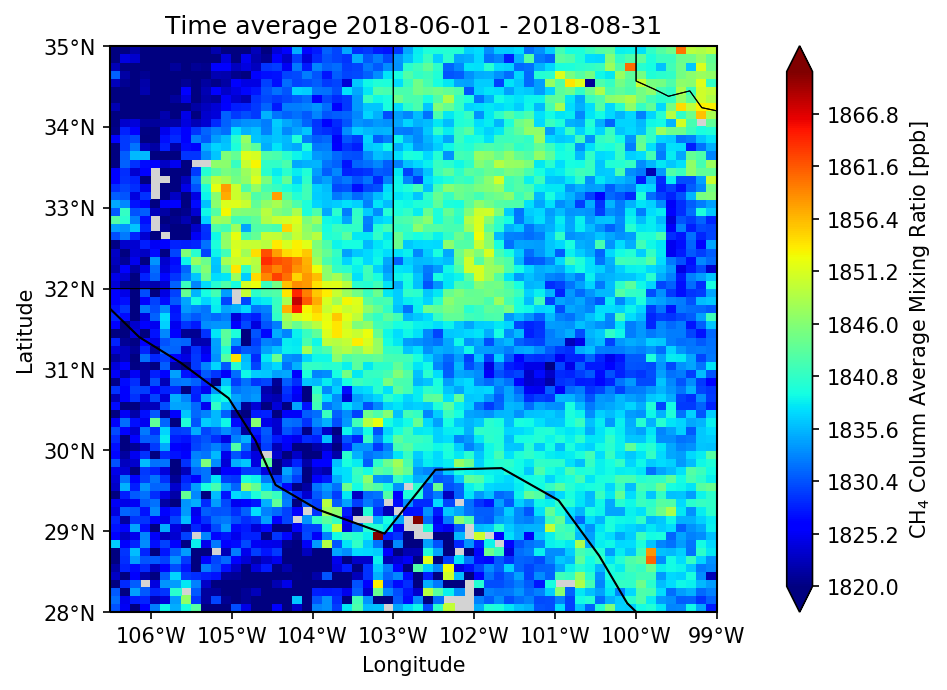 Time average 2018-06-01 - 2018-08-31
35°N
34°N
33°N
32°N
31°N
30°N
29°N
28°N
Latitude
106°W 105°W 104°W 103°W 102°W 101°W 100°W 99°W
Longitude
1866.8
1861.6
1856.4
1851.2
1846.0
1840.8
1835.6
1830.4
1825.2
1820.0
CH₄ Column Average Mixing Ratio [ppb]